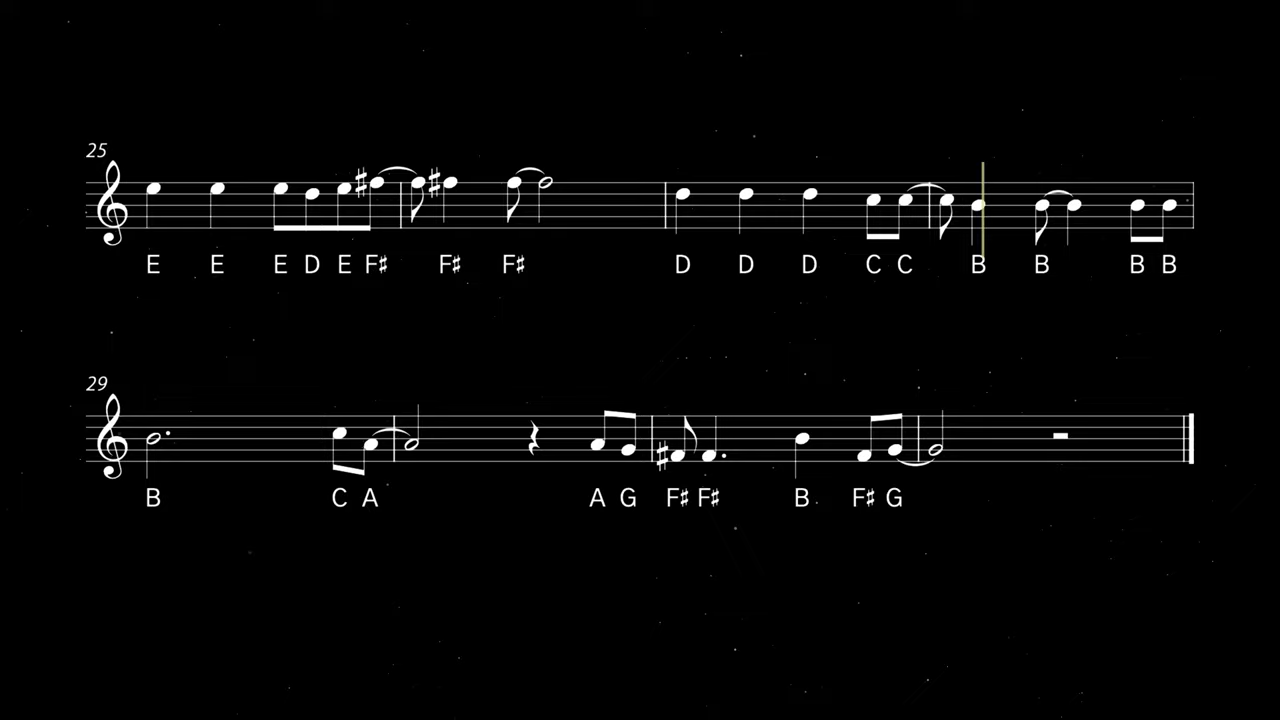 25
E E E D E F♯ F♯ F♯ D D D C C B B B B
29
B C A A G F♯ F♯ B F♯ G